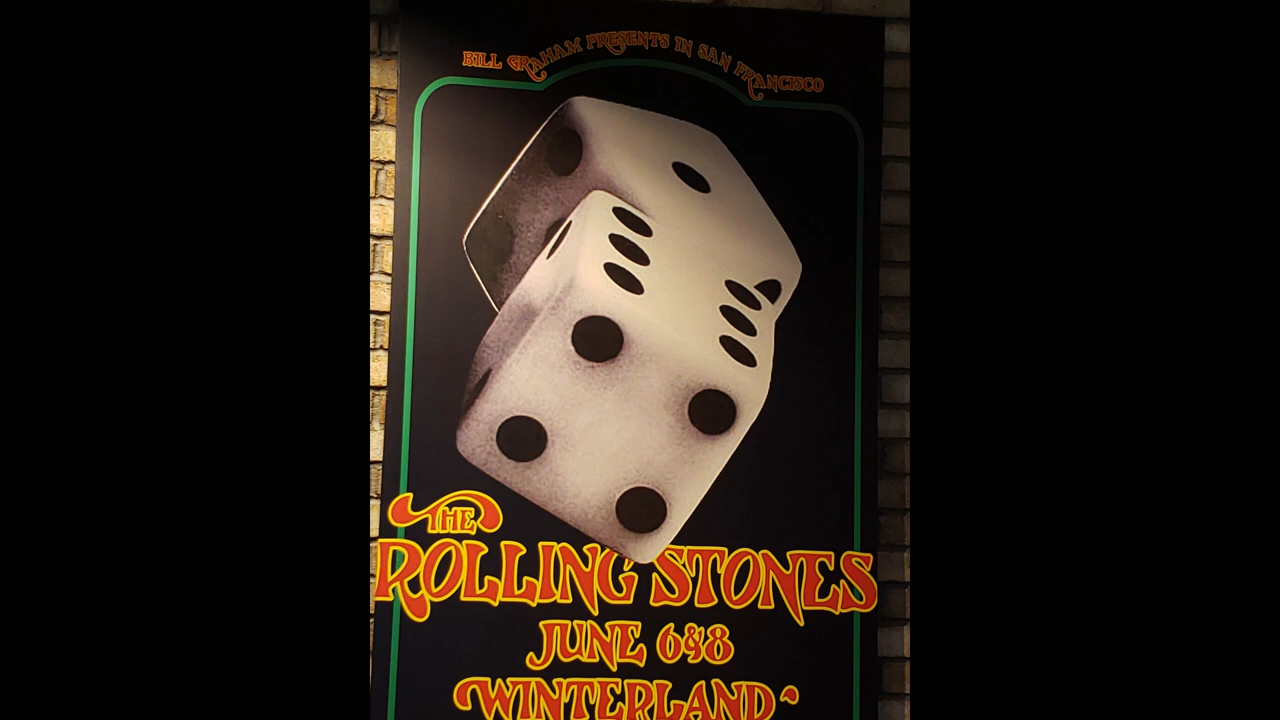 BILL GRAHAM PRESENTS IN SAN FRANCISCO
THE
ROLLING STONES
JUNE 6&8
WINTERLAND